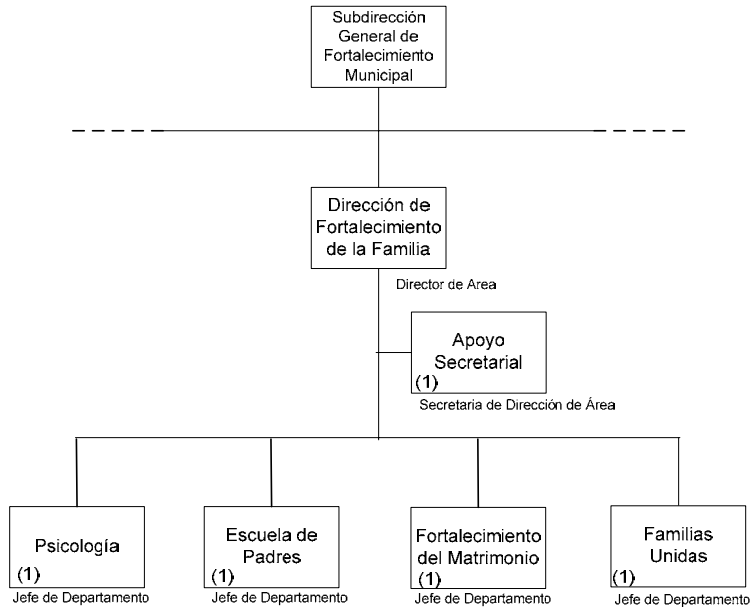 Subdirección
General de
Fortalecimiento
Municipal
Dirección de
Fortalecimiento
de la Familia
Director de Area
Apoyo
Secretarial
(1)
Secretaria de Dirección de Área
Psicología
(1)
Jefe de Departamento
Escuela de
Padres
(1)
Jefe de Departamento
Fortalecimiento
del Matrimonio
(1)
Jefe de Departamento
Familias
Unidas
(1)
Jefe de Departamento